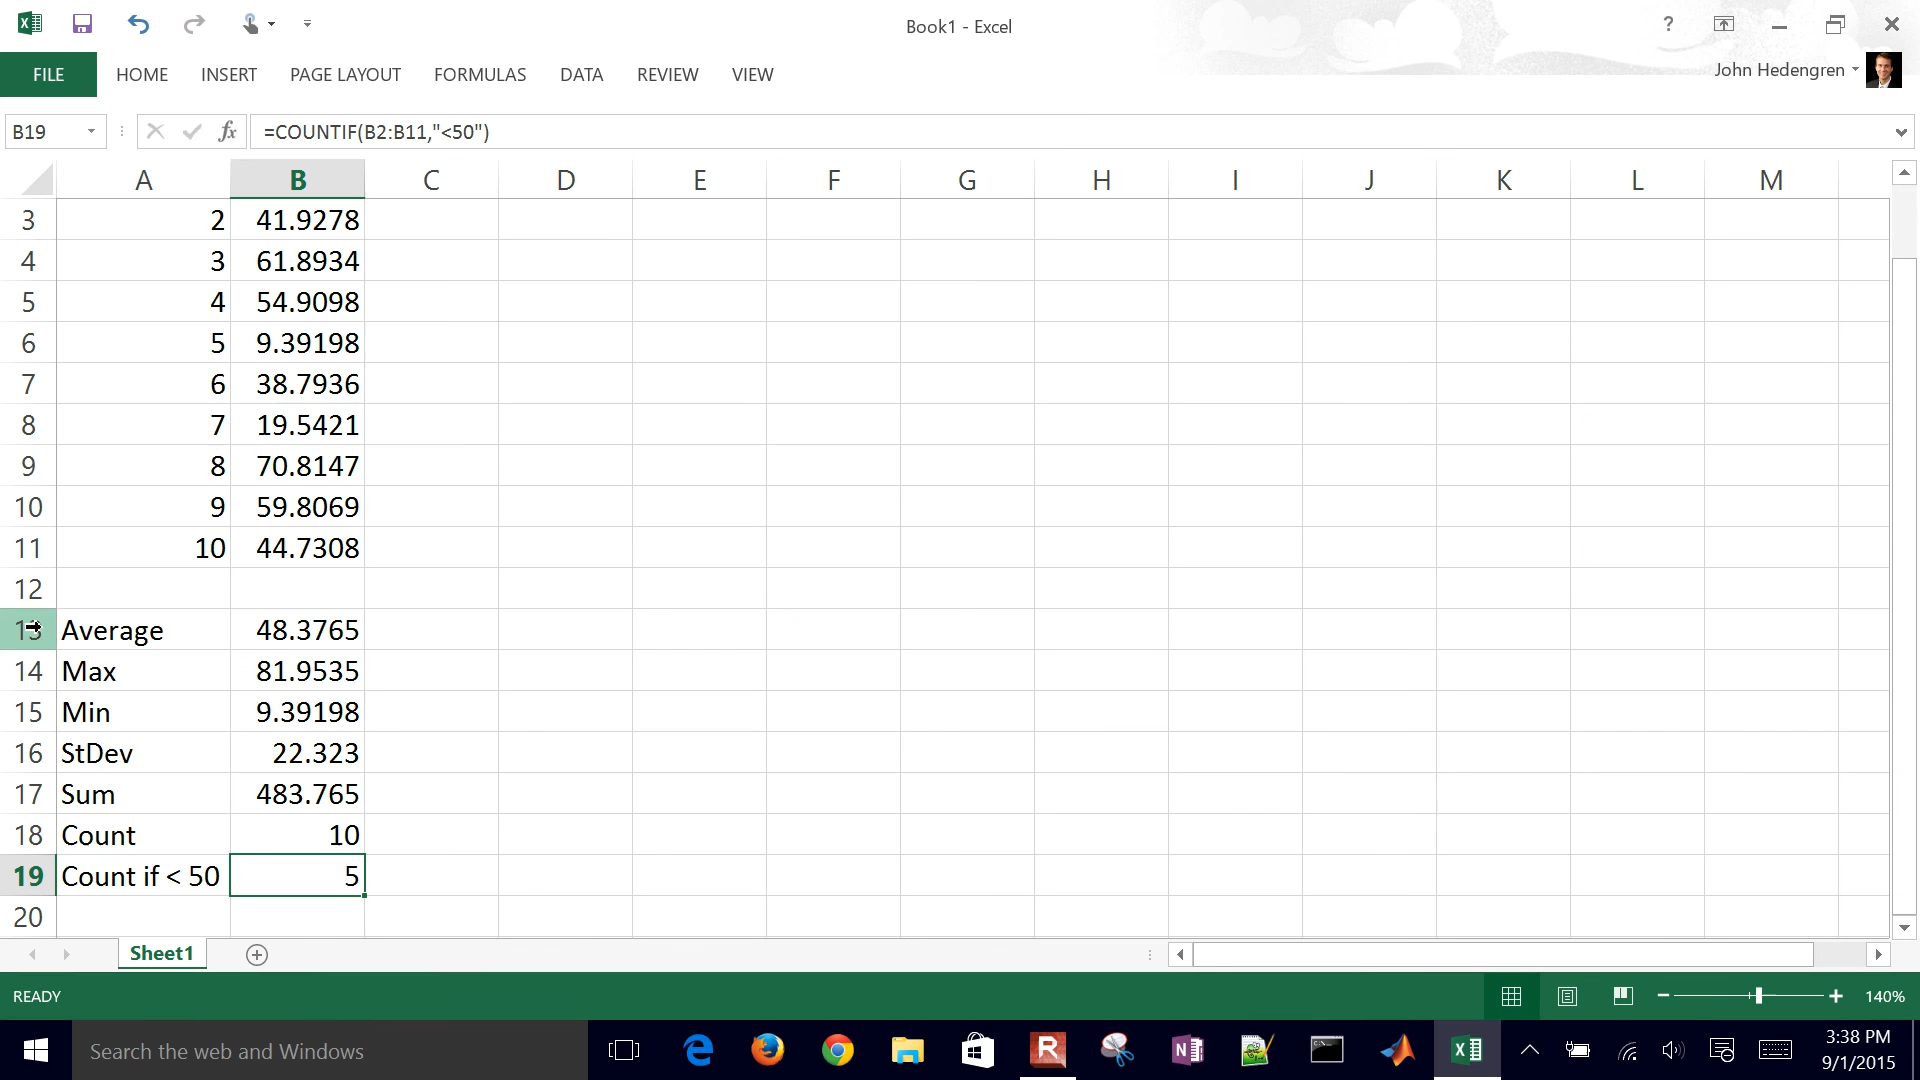 Book1 - Excel
?
FILE HOME INSERT PAGE LAYOUT FORMULAS DATA REVIEW VIEW John Hedengren
B19 fx =COUNTIF(B2:B11,"<50")
A B C D E F G H I J K L M
3 2 41.9278
4 3 61.8934
5 4 54.9098
6 5 9.39198
7 6 38.7936
8 7 19.5421
9 8 70.8147
10 9 59.8069
11 10 44.7308
12
13 Average 48.3765
14 Max 81.9535
15 Min 9.39198
16 StDev 22.323
17 Sum 483.765
18 Count 10
19 Count if < 50 5
20
Sheet1
READY 140%
Search the web and Windows
3:38 PM
9/1/2015